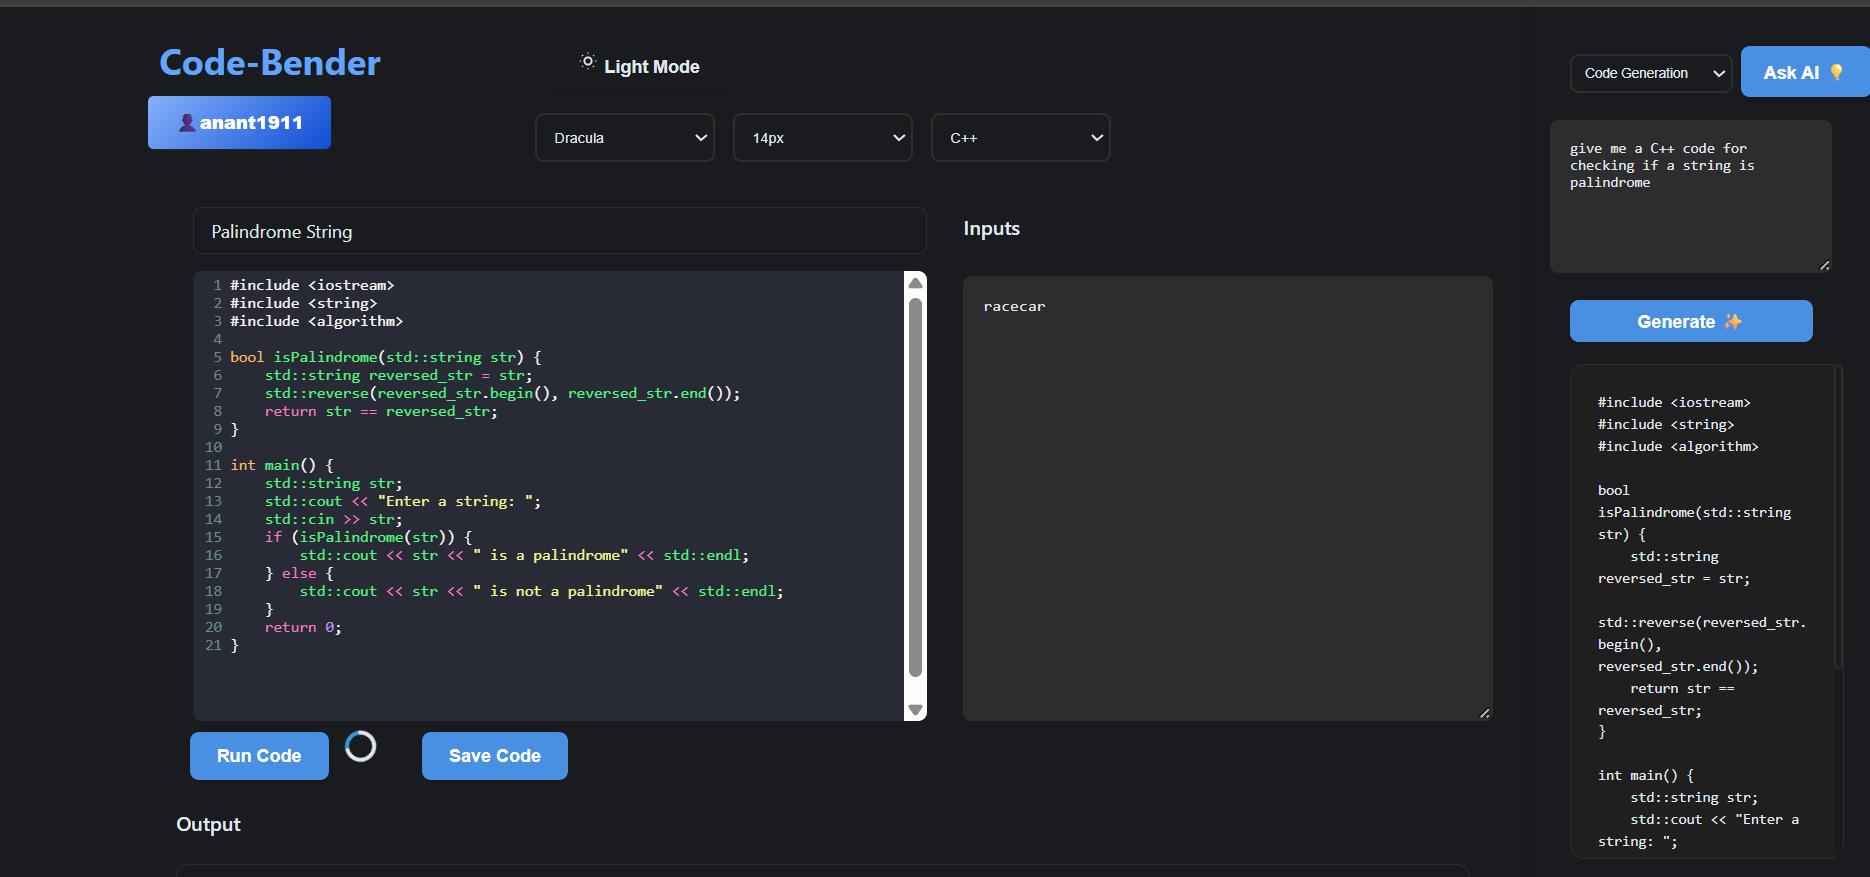 Code-Bender
Light Mode
Code Generation
Ask AI 💡
anant1911
Dracula
14px
C++
give me a C++ code for
checking if a string is
palindrome
Palindrome String
Inputs
1 #include <iostream>
2 #include <string>
3 #include <algorithm>
4
5 bool isPalindrome(std::string str) {
6     std::string reversed_str = str;
7     std::reverse(reversed_str.begin(), reversed_str.end());
8     return str == reversed_str;
9 }
10
11 int main() {
12     std::string str;
13     std::cout << "Enter a string: ";
14     std::cin >> str;
15     if (isPalindrome(str)) {
16         std::cout << str << " is a palindrome" << std::endl;
17     } else {
18         std::cout << str << " is not a palindrome" << std::endl;
19     }
20     return 0;
21 }
racecar
Generate ✨
#include <iostream>
#include <string>
#include <algorithm>
bool
isPalindrome(std::string
str) {
    std::string
reversed_str = str;
std::reverse(reversed_str.
begin(),
reversed_str.end());
    return str ==
reversed_str;
}
int main() {
    std::string str;
    std::cout << "Enter a
string: ";
Run Code
Save Code
Output